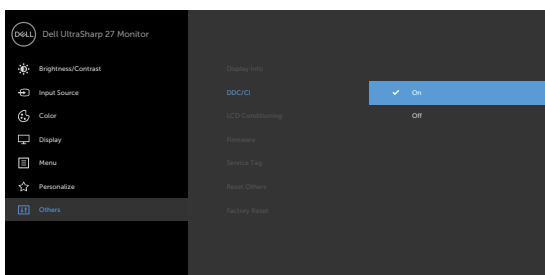 DELL Dell UltraSharp 27 Monitor
Brightness/Contrast
Display Info
Input Source
DDC/CI
On
Color
LCD Conditioning
Off
Display
Firmware
Menu
Service Tag
Personalize
Reset Others
Others
Factory Reset